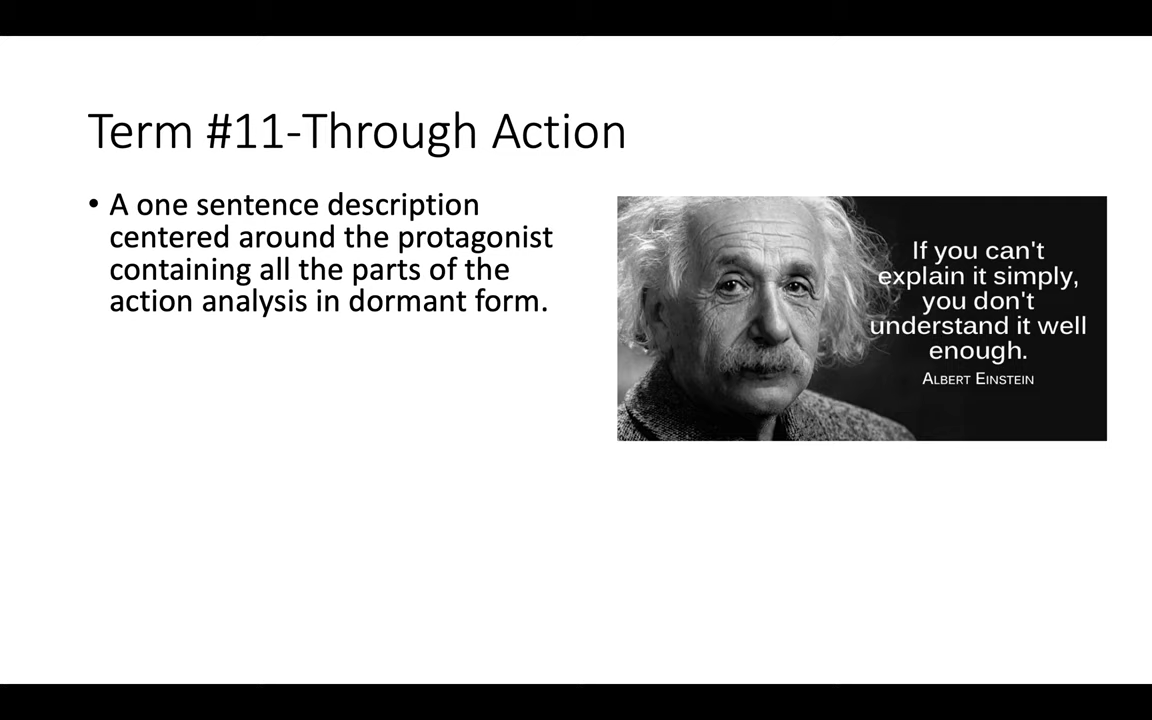 Term #11-Through Action
• A one sentence description
centered around the protagonist
containing all the parts of the
action analysis in dormant form.
If you can't
explain it simply,
you don't
understand it well
enough.
Albert Einstein